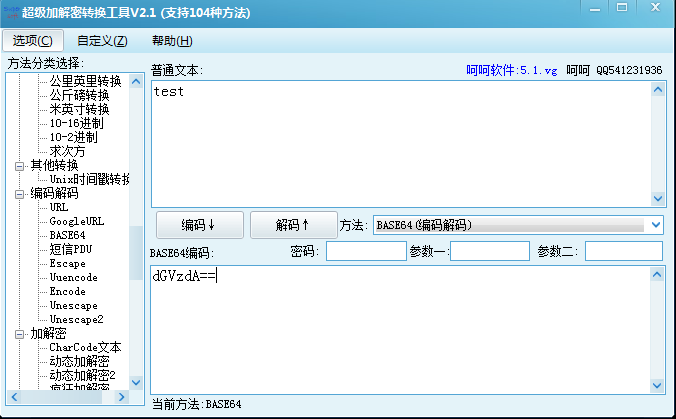 超级加解密转换工具V2.1 (支持104种方法)
选项(C) 自定义(Z) 帮助(H)
方法分类选择:
公里英里转换
公斤磅转换
米英寸转换
10-16进制
10-2进制
求次方
其他转换
Unix时间戳转换
编码解码
URL
GoogleURL
BASE64
短信PDU
Escape
Uuencode
Encode
Unescape
Unescape2
加解密
CharCode文本
动态加解密
动态加解密2
疯狂加解密
普通文本: 呵呵软件:5.1.vg 呵呵 QQ541231936
test
编码↓ 解码↑ 方法: BASE64(编码解码)
BASE64编码: 密码: 参数一: 参数二:
dGVzdA==
当前方法:BASE64